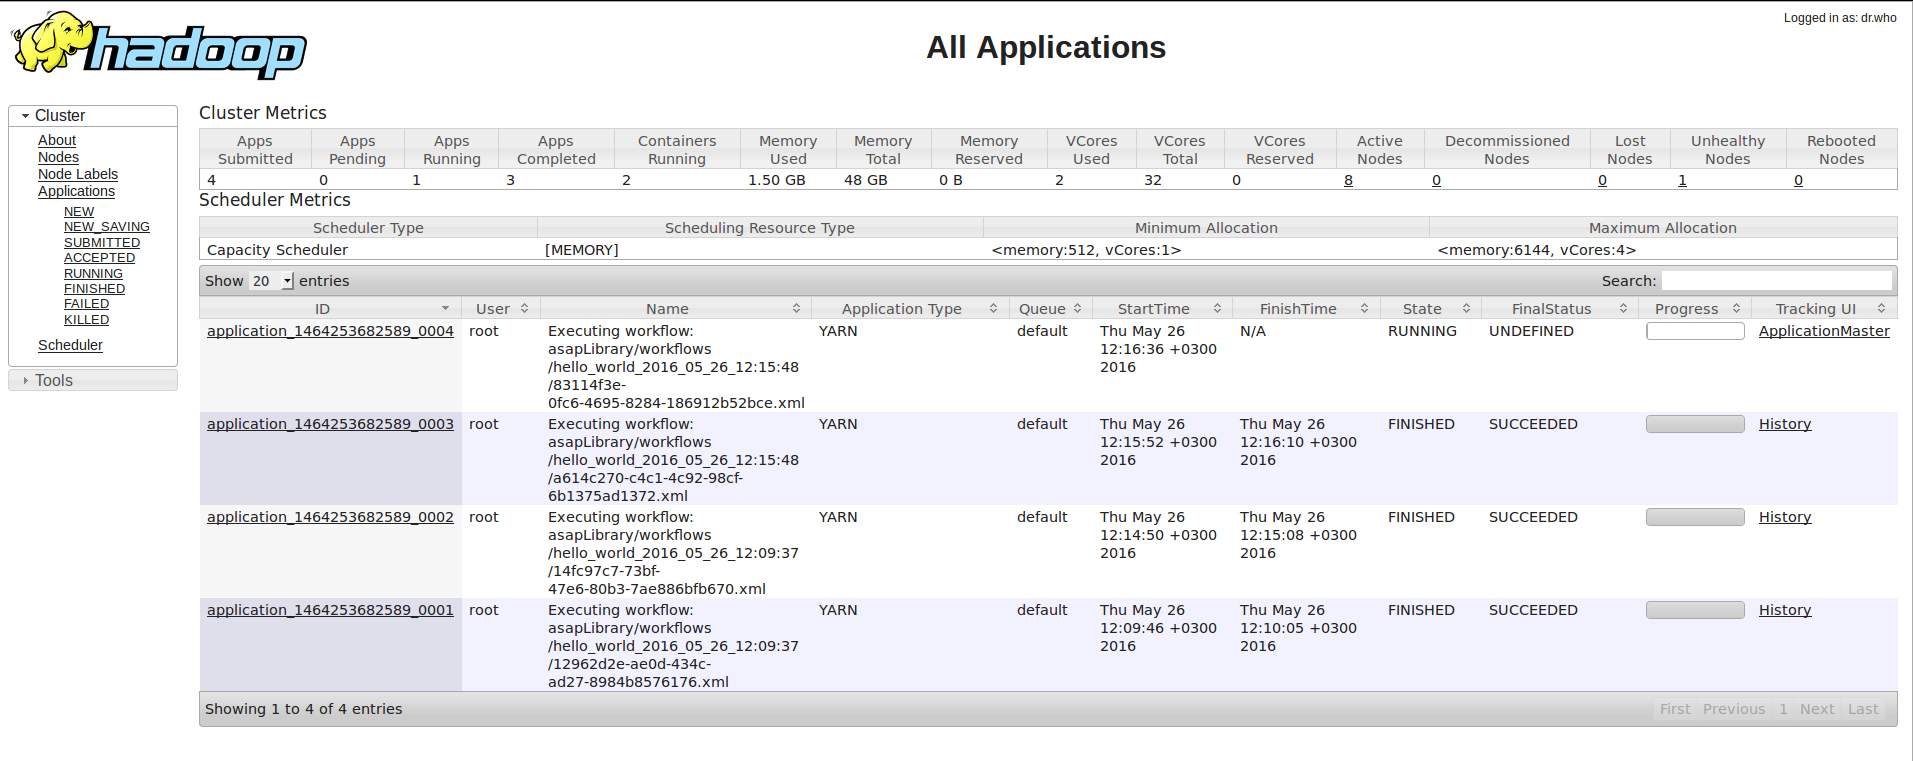 Logged in as: dr.who
hadoop
All Applications
Cluster
About
Nodes
Node Labels
Applications
NEW
NEW_SAVING
SUBMITTED
ACCEPTED
RUNNING
FINISHED
FAILED
KILLED
Scheduler
Tools
Cluster Metrics
Apps Submitted Apps Pending Apps Running Apps Completed Containers Running Memory Used Memory Total Memory Reserved VCores Used VCores Total VCores Reserved Active Nodes Decommissioned Nodes Lost Nodes Unhealthy Nodes Rebooted Nodes
4 0 1 3 2 1.50 GB 48 GB 0 B 2 32 0 8 0 0 1 0
Scheduler Metrics
Scheduler Type Scheduling Resource Type Minimum Allocation Maximum Allocation
Capacity Scheduler [MEMORY] <memory:512, vCores:1> <memory:6144, vCores:4>
Show 20 entries Search:
ID User Name Application Type Queue StartTime FinishTime State FinalStatus Progress Tracking UI
application_1464253682589_0004 root Executing workflow: YARN default Thu May 26 N/A RUNNING UNDEFINED ApplicationMaster
asapLibrary/workflows 12:16:36 +0300
/hello_world_2016_05_26_12:15:48 2016
/83114f3e-
0fc6-4695-8284-186912b52bce.xml
application_1464253682589_0003 root Executing workflow: YARN default Thu May 26 Thu May 26 FINISHED SUCCEEDED History
asapLibrary/workflows 12:15:52 +0300 12:16:10 +0300
/hello_world_2016_05_26_12:15:48 2016 2016
/a614c270-c4c1-4c92-98cf-
6b1375ad1372.xml
application_1464253682589_0002 root Executing workflow: YARN default Thu May 26 Thu May 26 FINISHED SUCCEEDED History
asapLibrary/workflows 12:14:50 +0300 12:15:08 +0300
/hello_world_2016_05_26_12:09:37 2016 2016
/14fc97c7-73bf-
47e6-80b3-7ae886bfb670.xml
application_1464253682589_0001 root Executing workflow: YARN default Thu May 26 Thu May 26 FINISHED SUCCEEDED History
asapLibrary/workflows 12:09:46 +0300 12:10:05 +0300
/hello_world_2016_05_26_12:09:37 2016 2016
/12962d2e-ae0d-434c-
ad27-8984b8576176.xml
Showing 1 to 4 of 4 entries First Previous 1 Next Last